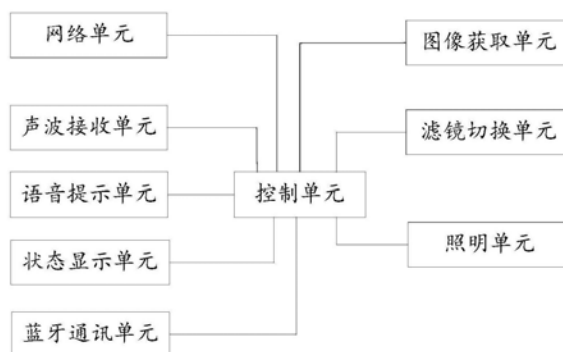 网络单元
图像获取单元
声波接收单元
滤镜切换单元
语音提示单元
控制单元
状态显示单元
照明单元
蓝牙通讯单元